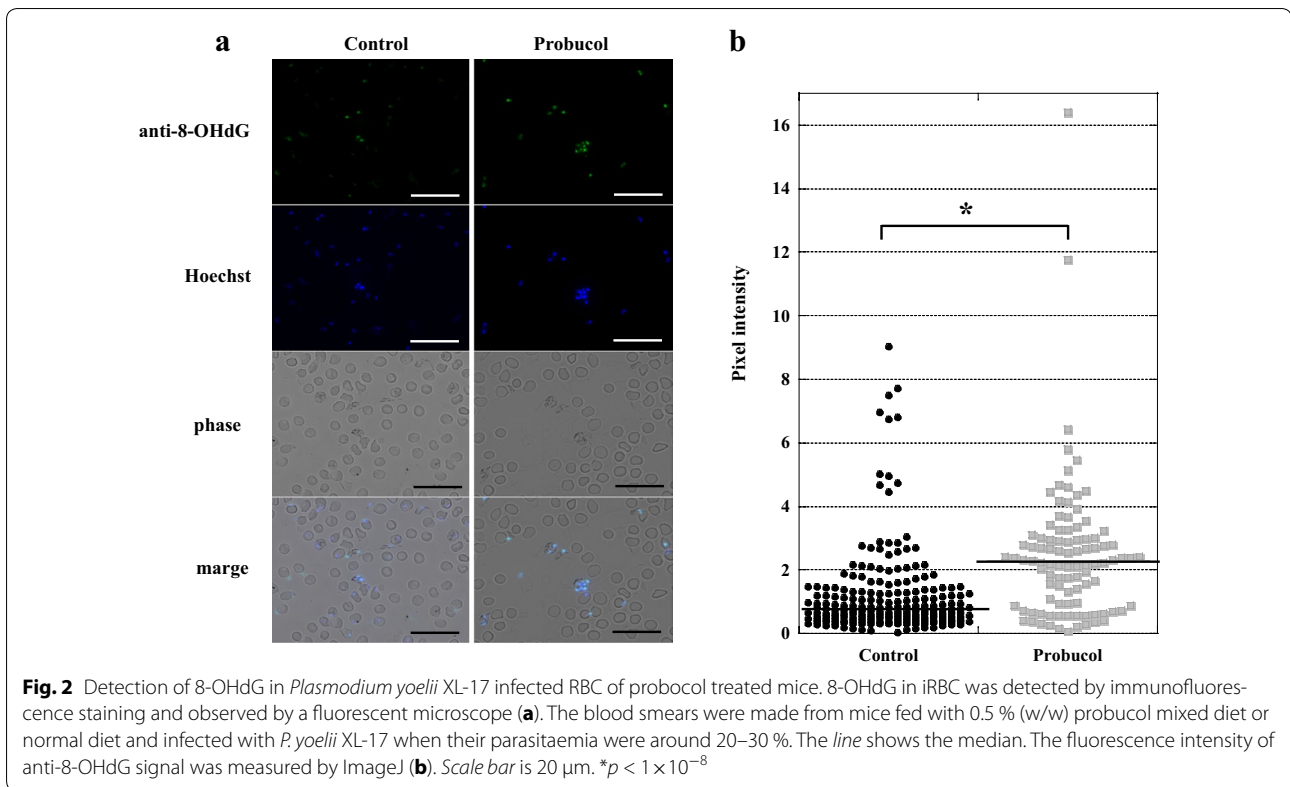 a
b
Control
Probucol
anti-8-OHdG
Hoechst
phase
marge
Pixel intensity
16
14
12
10
8
6
4
2
0
*
Control
Probucol
Fig. 2 Detection of 8-OHdG in Plasmodium yoelii XL-17 infected RBC of probocol treated mice. 8-OHdG in iRBC was detected by immunofluores-
cence staining and observed by a fluorescent microscope (a). The blood smears were made from mice fed with 0.5 % (w/w) probucol mixed diet or
normal diet and infected with P. yoelii XL-17 when their parasitaemia were around 20–30 %. The line shows the median. The fluorescence intensity of
anti-8-OHdG signal was measured by ImageJ (b). Scale bar is 20 μm. *p < 1 × 10⁻⁸